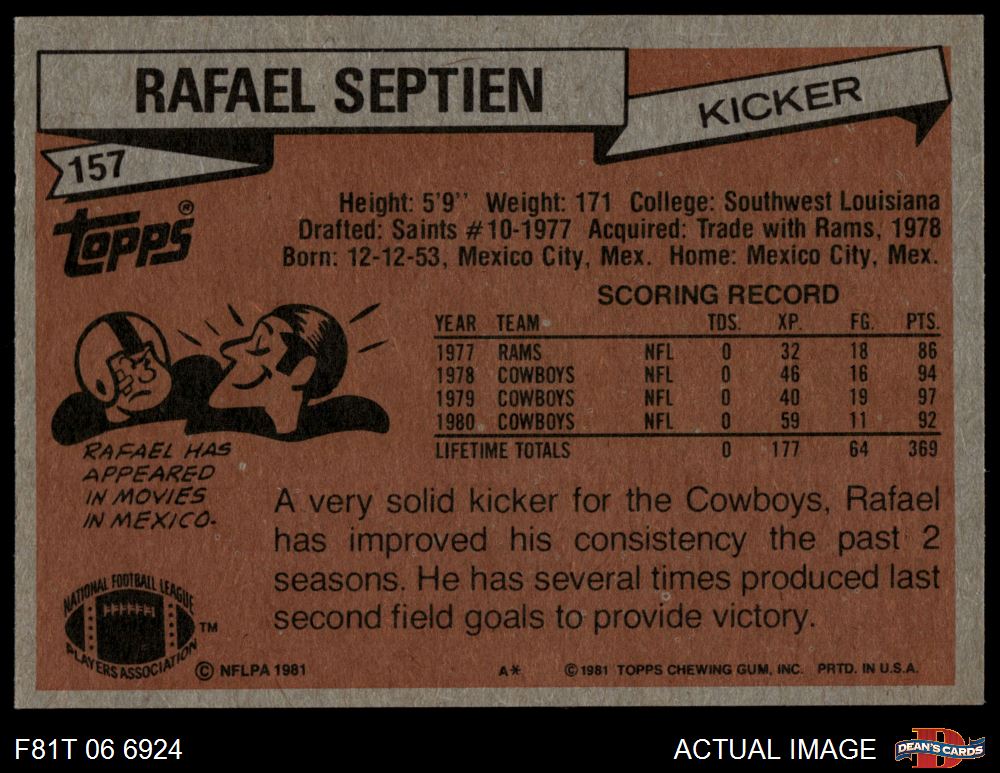 RAFAEL SEPTIEN
KICKER
157
topps®
Height: 5'9'' Weight: 171 College: Southwest Louisiana
Drafted: Saints #10-1977 Acquired: Trade with Rams, 1978
Born: 12-12-53, Mexico City, Mex. Home: Mexico City, Mex.
SCORING RECORD
YEAR TEAM TDS. XP. FG. PTS.
1977 RAMS NFL 0 32 18 86
1978 COWBOYS NFL 0 46 16 94
1979 COWBOYS NFL 0 40 19 97
1980 COWBOYS NFL 0 59 11 92
LIFETIME TOTALS 0 177 64 369
RAFAEL HAS
APPEARED
IN MOVIES
IN MEXICO.
A very solid kicker for the Cowboys, Rafael
has improved his consistency the past 2
seasons. He has several times produced last
second field goals to provide victory.
NATIONAL FOOTBALL LEAGUE
PLAYERS ASSOCIATION
TM
© NFLPA 1981
A*
© 1981 TOPPS CHEWING GUM, INC. PRTD. IN U.S.A.
F81T 06 6924
ACTUAL IMAGE
D
DEAN'S CARDS